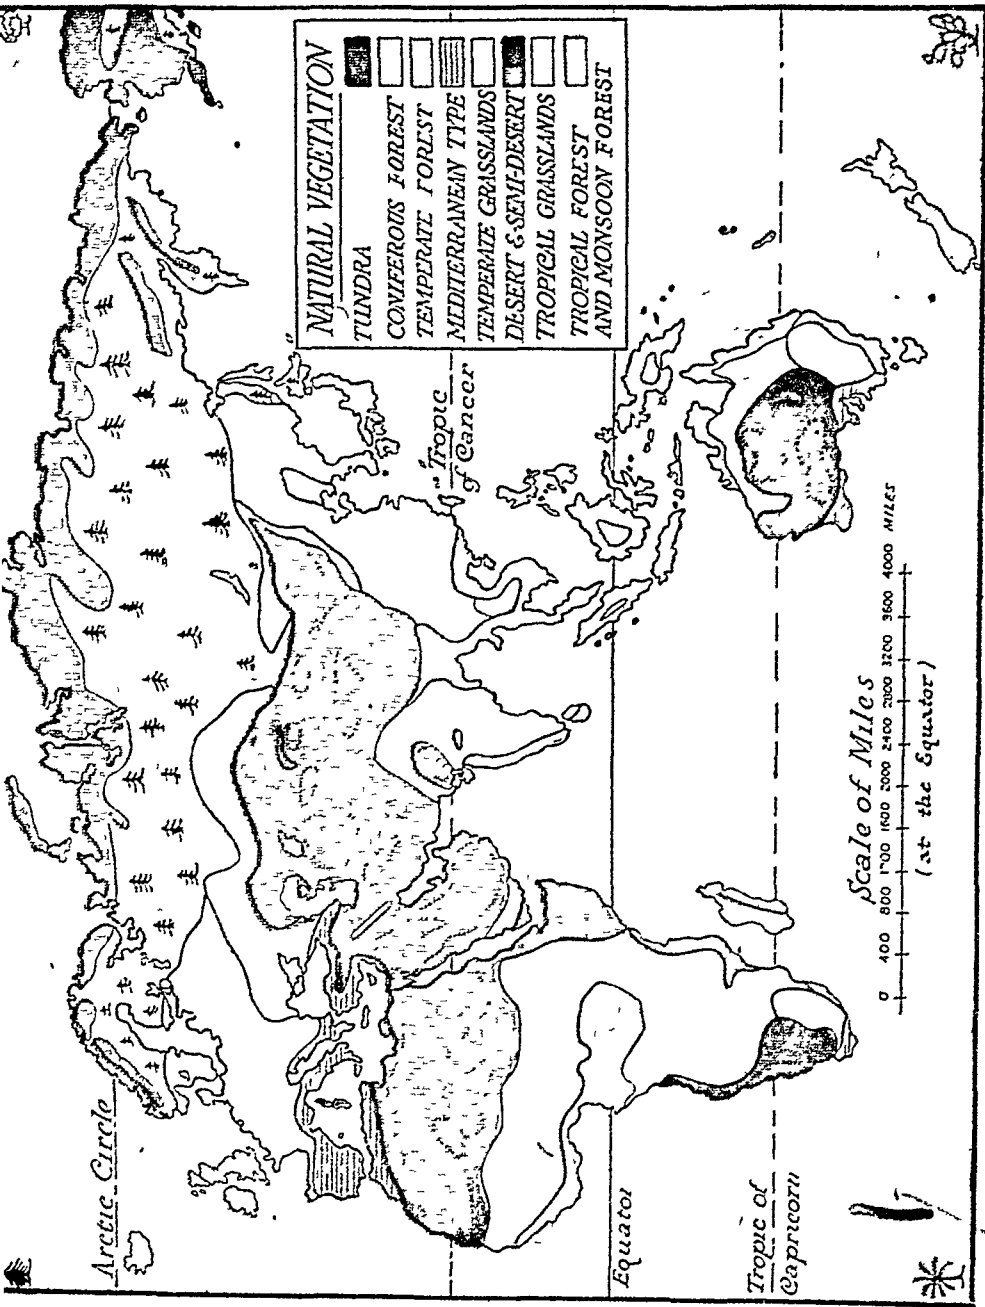 NATURAL VEGETATION
TUNDRA
CONIFEROUS FOREST
TEMPERATE FOREST
MEDITERRANEAN TYPE
TEMPERATE GRASSLANDS
DESERT & SEMI-DESERT
TROPICAL GRASSLANDS
TROPICAL FOREST
AND MONSOON FOREST
Arctic Circle
Tropic
of Cancer
Equator
Tropic of
Capricorn
Scale of Miles
0 400 800 1200 1600 2000 2400 2800 3200 3600 4000 MILES
(at the Equator)